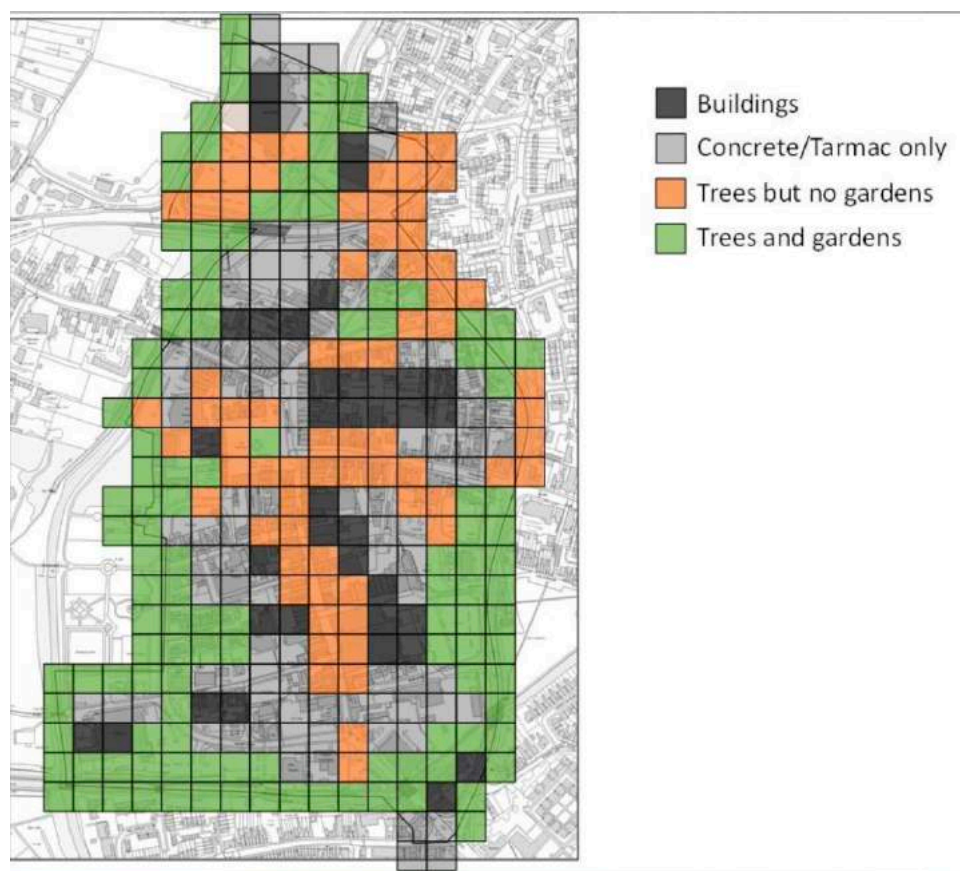 Buildings
Concrete/Tarmac only
Trees but no gardens
Trees and gardens